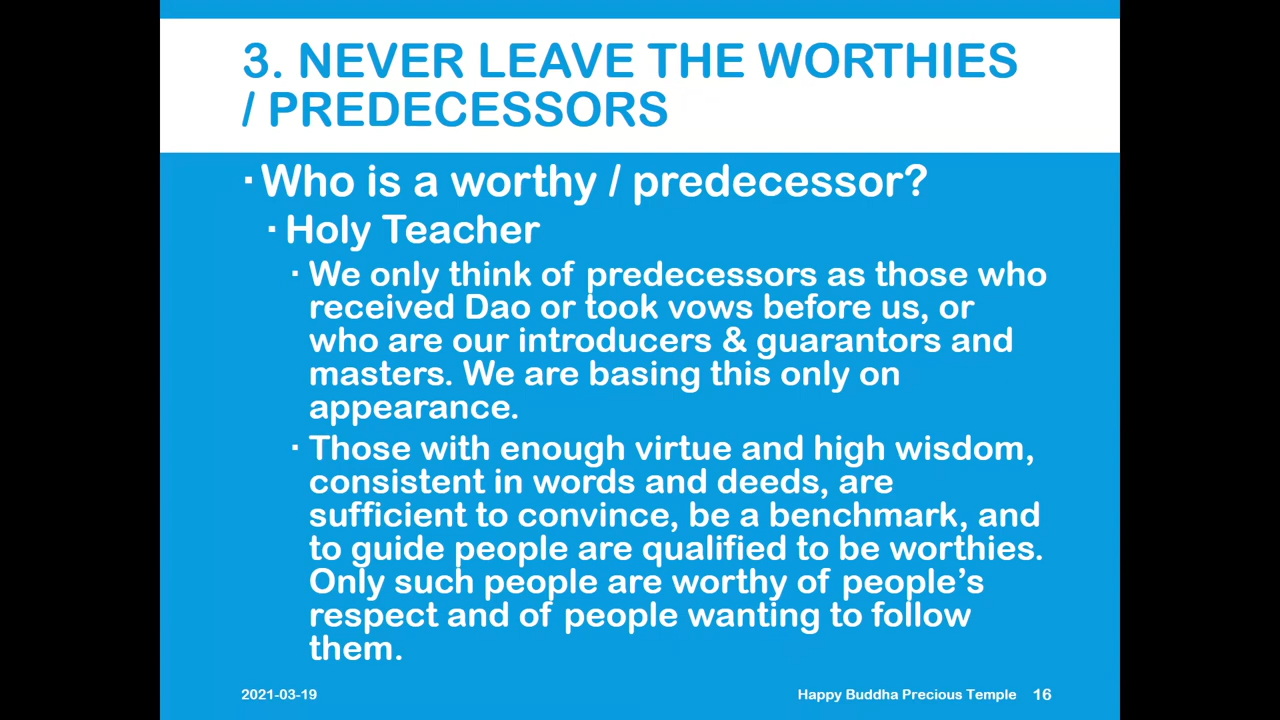 3. NEVER LEAVE THE WORTHIES
/ PREDECESSORS
▪ Who is a worthy / predecessor?
▪ Holy Teacher
▪ We only think of predecessors as those who
received Dao or took vows before us, or
who are our introducers & guarantors and
masters. We are basing this only on
appearance.
▪ Those with enough virtue and high wisdom,
consistent in words and deeds, are
sufficient to convince, be a benchmark, and
to guide people are qualified to be worthies.
Only such people are worthy of people’s
respect and of people wanting to follow
them.
2021-03-19
Happy Buddha Precious Temple 16